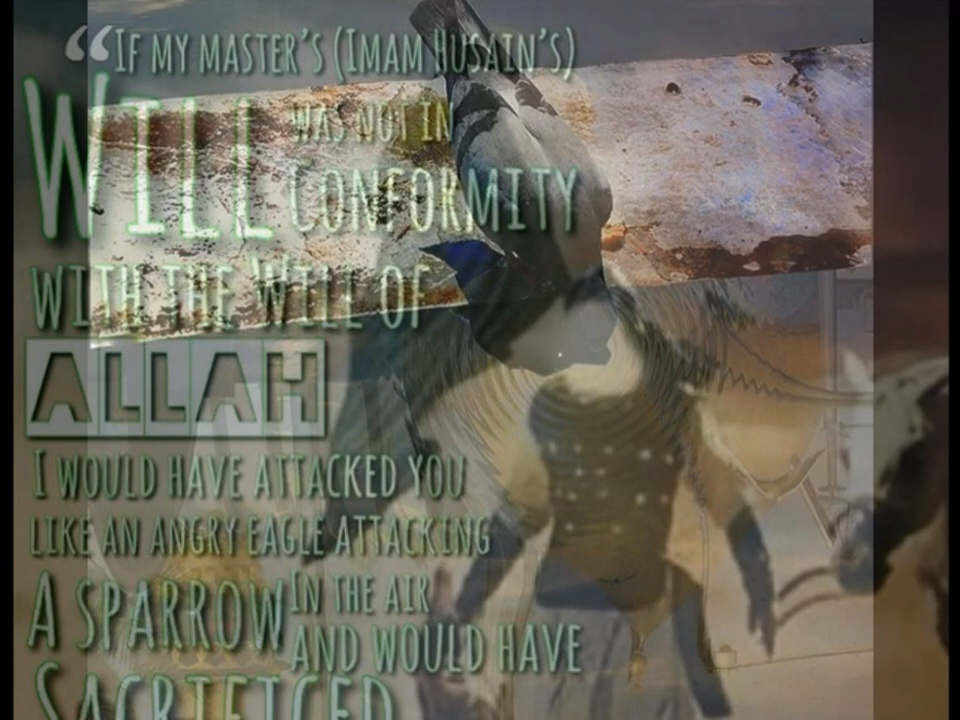 “If my master's (Imam Husain's)
Will was not in
Conformity
with the Will of
Allah
I would have attacked you
like an angry eagle attacking
A sparrow In the air
and would have
Sacrificed